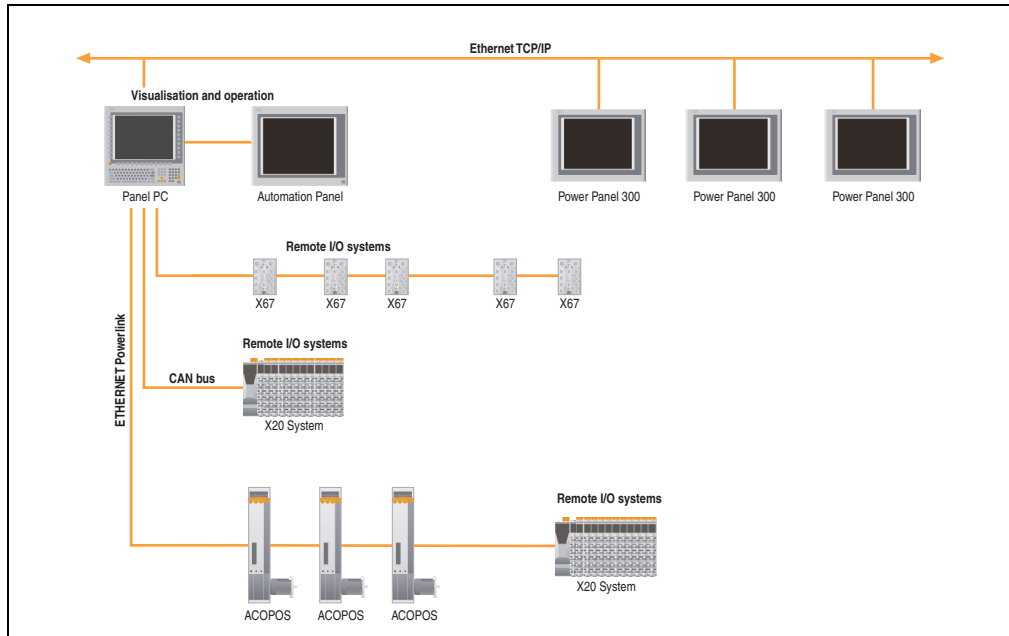 Ethernet TCP/IP
Visualisation and operation
Panel PC
Automation Panel
Power Panel 300
Power Panel 300
Power Panel 300
Remote I/O systems
X67
X67
X67
X67
X67
ETHERNET Powerlink
Remote I/O systems
CAN bus
X20 System
Remote I/O systems
X20 System
ACOPOS
ACOPOS
ACOPOS